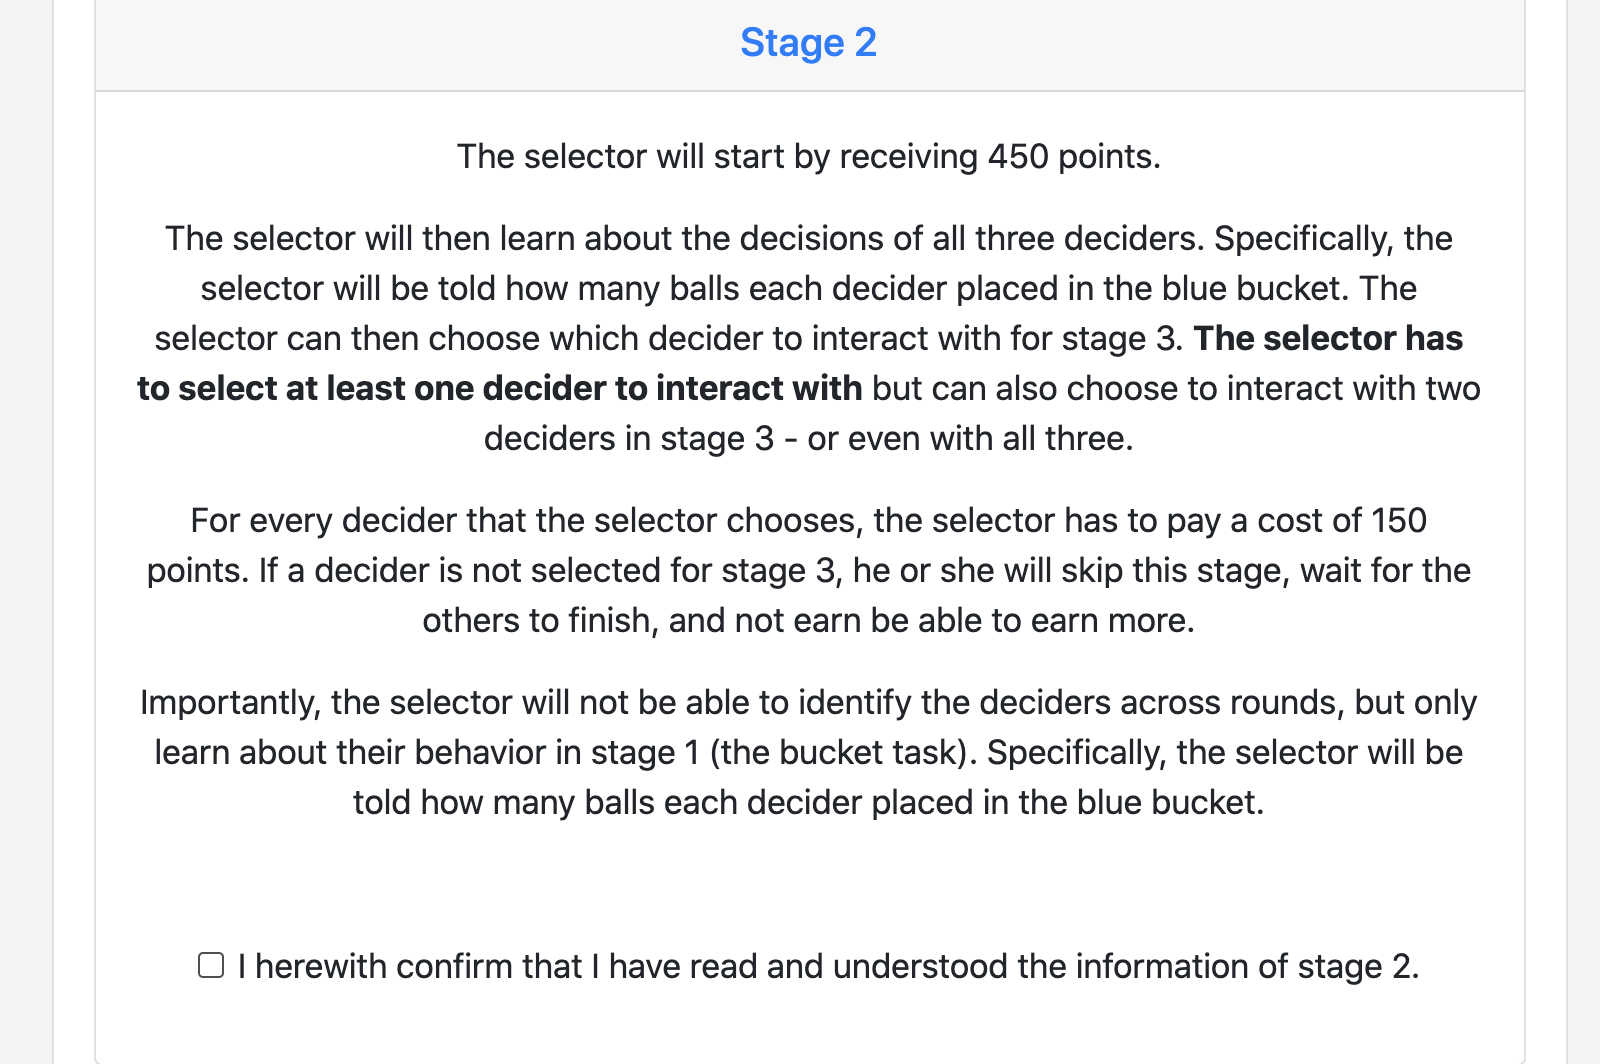 Stage 2
The selector will start by receiving 450 points.
The selector will then learn about the decisions of all three deciders. Specifically, the
selector will be told how many balls each decider placed in the blue bucket. The
selector can then choose which decider to interact with for stage 3. The selector has
to select at least one decider to interact with but can also choose to interact with two
deciders in stage 3 - or even with all three.
For every decider that the selector chooses, the selector has to pay a cost of 150
points. If a decider is not selected for stage 3, he or she will skip this stage, wait for the
others to finish, and not earn be able to earn more.
Importantly, the selector will not be able to identify the deciders across rounds, but only
learn about their behavior in stage 1 (the bucket task). Specifically, the selector will be
told how many balls each decider placed in the blue bucket.
I herewith confirm that I have read and understood the information of stage 2.